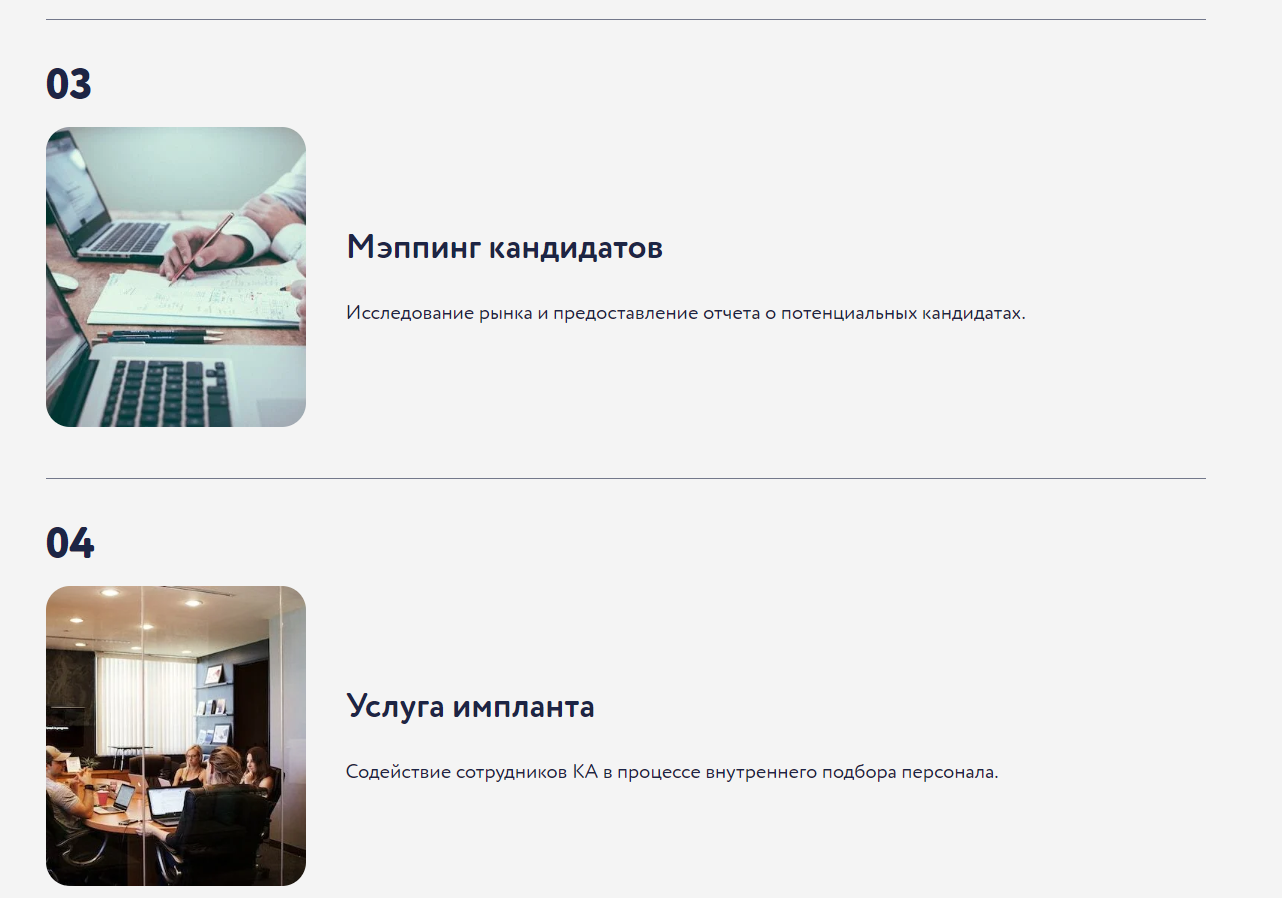 03
Мэппинг кандидатов
Исследование рынка и предоставление отчета о потенциальных кандидатах.
04
Услуга импланта
Содействие сотрудников КА в процессе внутреннего подбора персонала.